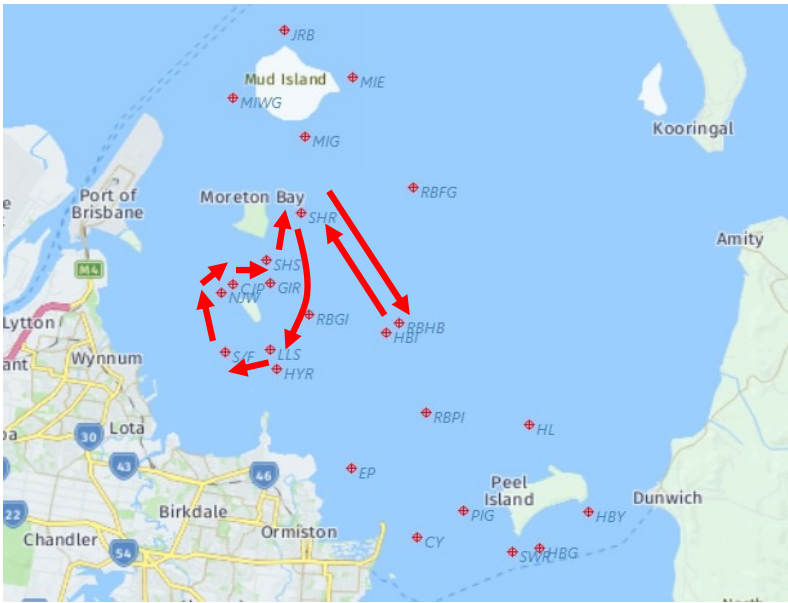 JRB
Mud Island
MIE
MIWG
MIG
Kooringal
Port of
Brisbane
Moreton Bay
RBFG
SHR
Amity
M4
SHS
CJP
GIR
NJW
RBGI
RBHB
HBI
Lytton
Wynnum
S/F
LLS
HYR
RBPI
HL
30
Lota
43
46
EP
Peel
Island
Dunwich
22
Birkdale
PIG
HBY
Ormiston
Chandler
54
CY
SWR
HBG